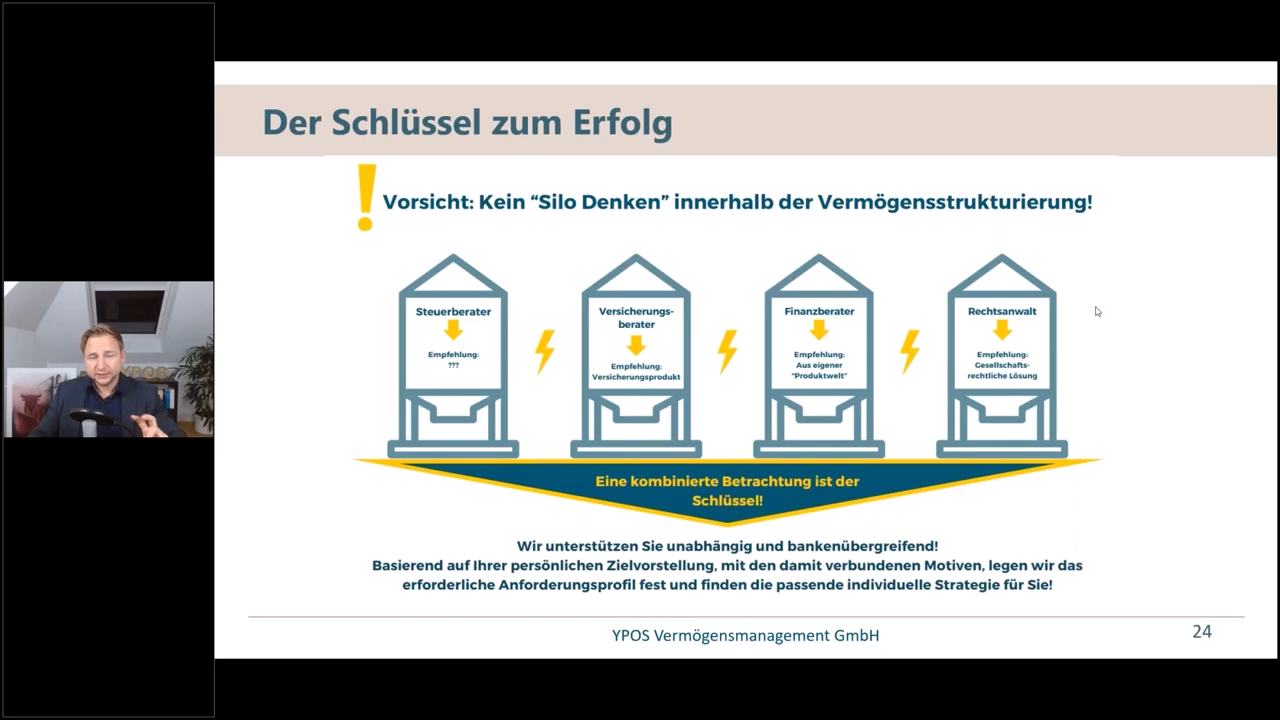 Der Schlüssel zum Erfolg
!
Vorsicht: Kein “Silo Denken” innerhalb der Vermögensstrukturierung!
Steuerberater
Empfehlung:
???
Versicherungs-
berater
Empfehlung:
Versicherungsprodukt
Finanzberater
Empfehlung:
Aus eigener
“Produktwelt”
Rechtsanwalt
Empfehlung:
Gesellschafts-
rechtliche Lösung
Eine kombinierte Betrachtung ist der
Schlüssel!
Wir unterstützen Sie unabhängig und bankenübergreifend!
Basierend auf Ihrer persönlichen Zielvorstellung, mit den damit verbundenen Motiven, legen wir das
erforderliche Anforderungsprofil fest und finden die passende individuelle Strategie für Sie!
YPOS Vermögensmanagement GmbH
24